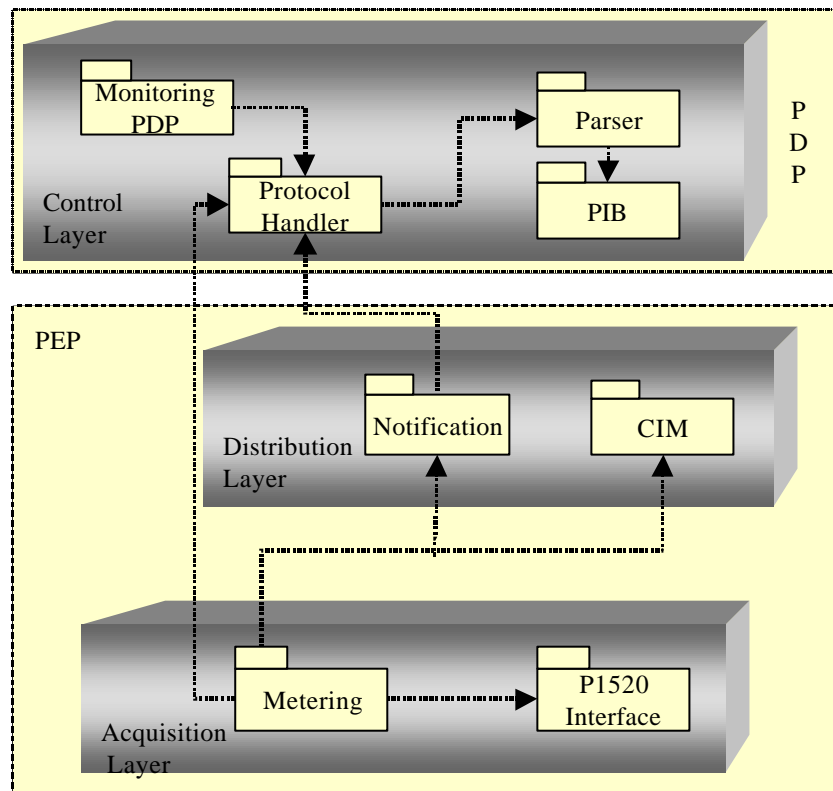 Monitoring
PDP
Parser
P
D
P
Protocol
Handler
PIB
Control
Layer
PEP
Notification
CIM
Distribution
Layer
Metering
P1520
Interface
Acquisition
Layer